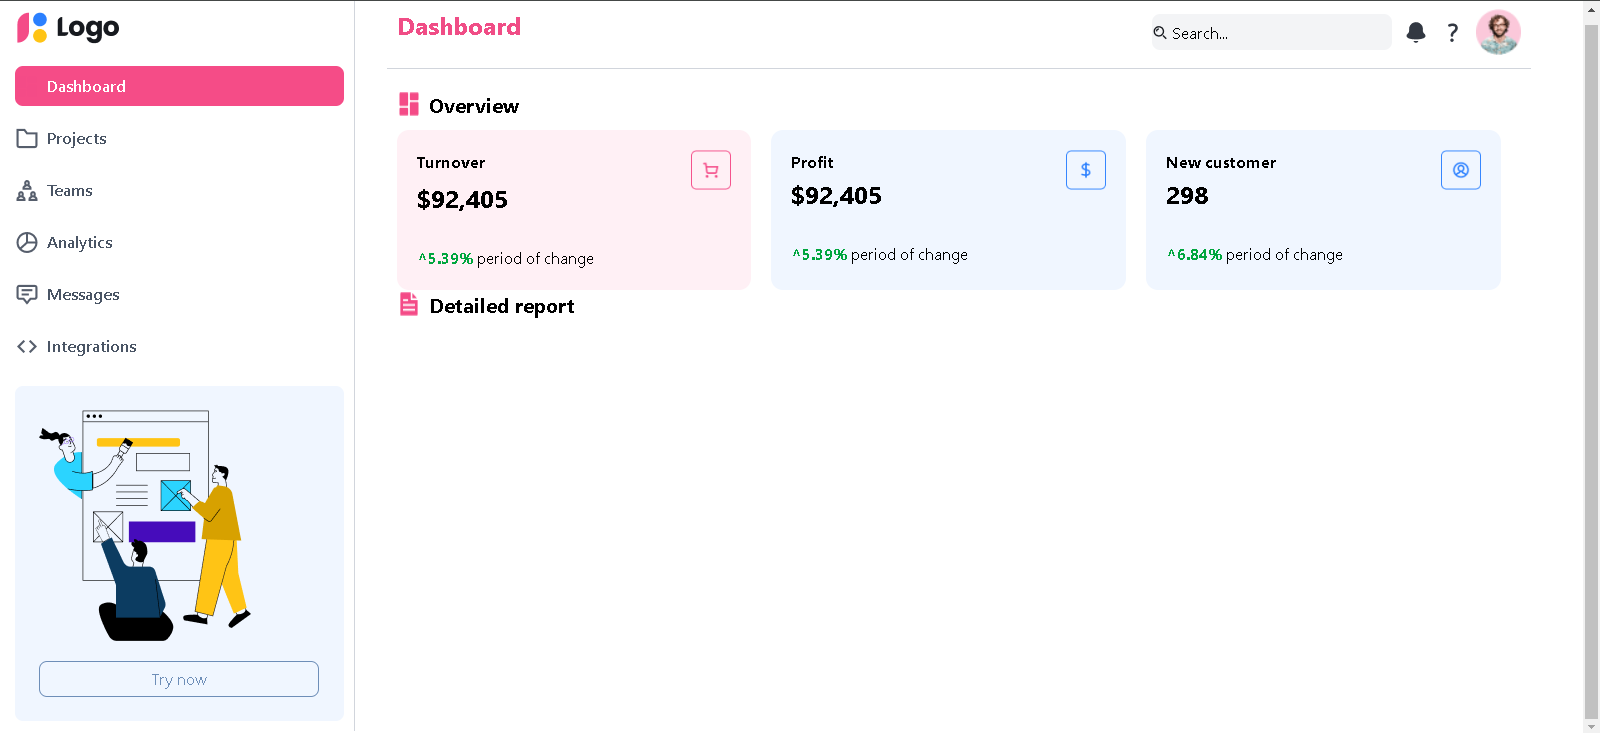 Logo
Dashboard
Projects
Teams
Analytics
Messages
Integrations
Try now
Dashboard
Search...
?
Overview
Turnover
$92,405
^5.39% period of change
Profit
$
$92,405
^5.39% period of change
New customer
298
^6.84% period of change
Detailed report